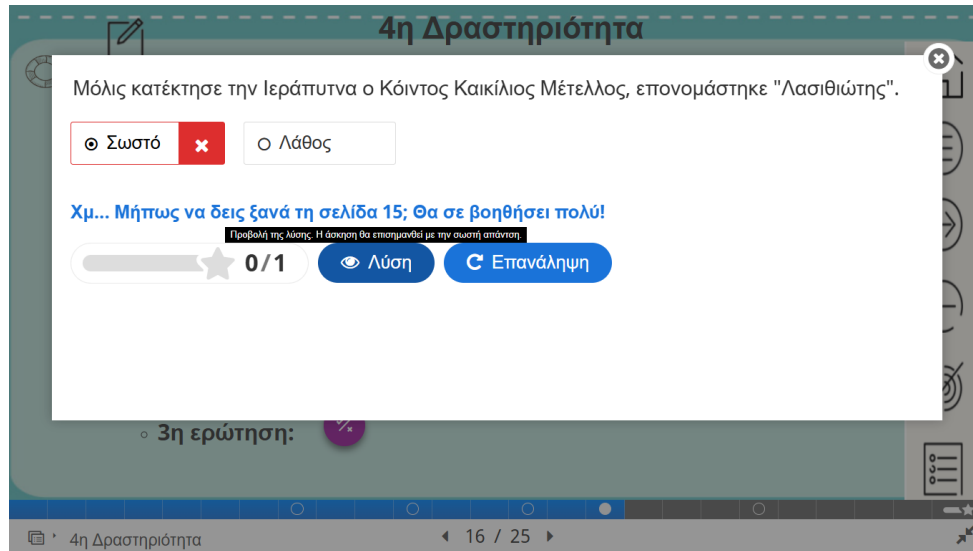 4η Δραστηριότητα
Μόλις κατέκτησε την Ιεράπυτνα ο Κόιντος Καικίλιος Μέτελλος, επονομάστηκε "Λασιθιώτης".
Σωστό
Λάθος
Χμ... Μήπως να δεις ξανά τη σελίδα 15; Θα σε βοηθήσει πολύ!
Προβολή της λύσης. Η άσκηση θα επισημανθεί με την σωστή απάντση.
0/1
Λύση
Επανάληψη
3η ερώτηση:
4η Δραστηριότητα
16 / 25